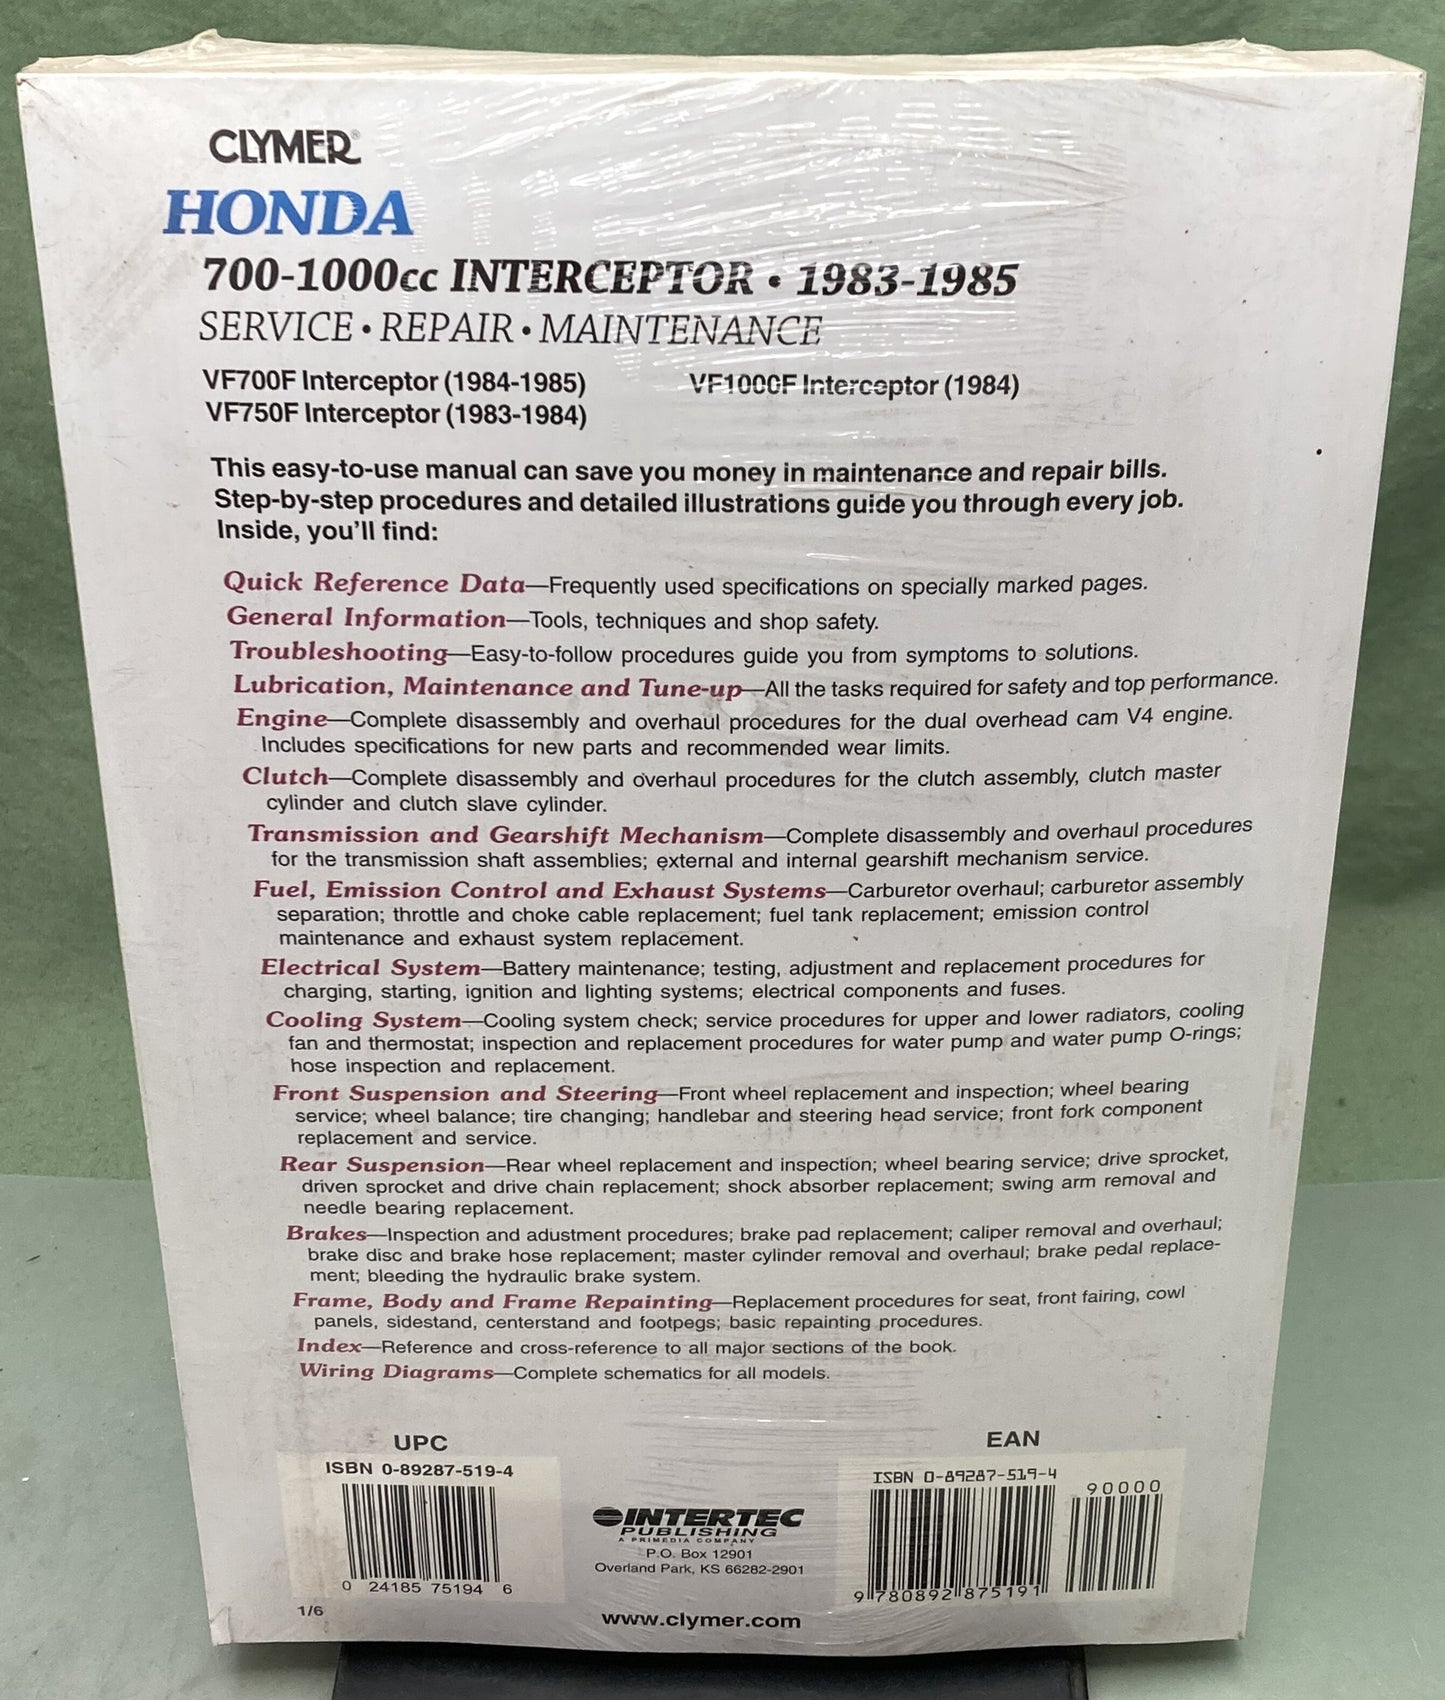 CLYMER®
HONDA
700-1000cc INTERCEPTOR • 1983-1985
SERVICE • REPAIR • MAINTENANCE
VF700F Interceptor (1984-1985)
VF1000F Interceptor (1984)
VF750F Interceptor (1983-1984)
This easy-to-use manual can save you money in maintenance and repair bills.
Step-by-step procedures and detailed illustrations guide you through every job.
Inside, you'll find:
Quick Reference Data—Frequently used specifications on specially marked pages.
General Information—Tools, techniques and shop safety.
Troubleshooting—Easy-to-follow procedures guide you from symptoms to solutions.
Lubrication, Maintenance and Tune-up—All the tasks required for safety and top performance.
Engine—Complete disassembly and overhaul procedures for the dual overhead cam V4 engine.
Includes specifications for new parts and recommended wear limits.
Clutch—Complete disassembly and overhaul procedures for the clutch assembly, clutch master
cylinder and clutch slave cylinder.
Transmission and Gearshift Mechanism—Complete disassembly and overhaul procedures
for the transmission shaft assemblies; external and internal gearshift mechanism service.
Fuel, Emission Control and Exhaust Systems—Carburetor overhaul; carburetor assembly
separation; throttle and choke cable replacement; fuel tank replacement; emission control
maintenance and exhaust system replacement.
Electrical System—Battery maintenance; testing, adjustment and replacement procedures for
charging, starting, ignition and lighting systems; electrical components and fuses.
Cooling System—Cooling system check; service procedures for upper and lower radiators, cooling
fan and thermostat; inspection and replacement procedures for water pump and water pump O-rings;
hose inspection and replacement.
Front Suspension and Steering—Front wheel replacement and inspection; wheel bearing
service; wheel balance; tire changing; handlebar and steering head service; front fork component
replacement and service.
Rear Suspension—Rear wheel replacement and inspection; wheel bearing service; drive sprocket,
driven sprocket and drive chain replacement; shock absorber replacement; swing arm removal and
needle bearing replacement.
Brakes—Inspection and adustment procedures; brake pad replacement; caliper removal and overhaul;
brake disc and brake hose replacement; master cylinder removal and overhaul; brake pedal replace-
ment; bleeding the hydraulic brake system.
Frame, Body and Frame Repainting—Replacement procedures for seat, front fairing, cowl
panels, sidestand, centerstand and footpegs; basic repainting procedures.
Index—Reference and cross-reference to all major sections of the book.
Wiring Diagrams—Complete schematics for all models.
UPC
ISBN 0-89287-519-4
0 24185 75194 6
1/6
INTERTEC
PUBLISHING
A PRIMEDIA COMPANY
P.O. Box 12901
Overland Park, KS 66282-2901
www.clymer.com
EAN
ISBN 0-89287-519-4
90000
9 780892 875191